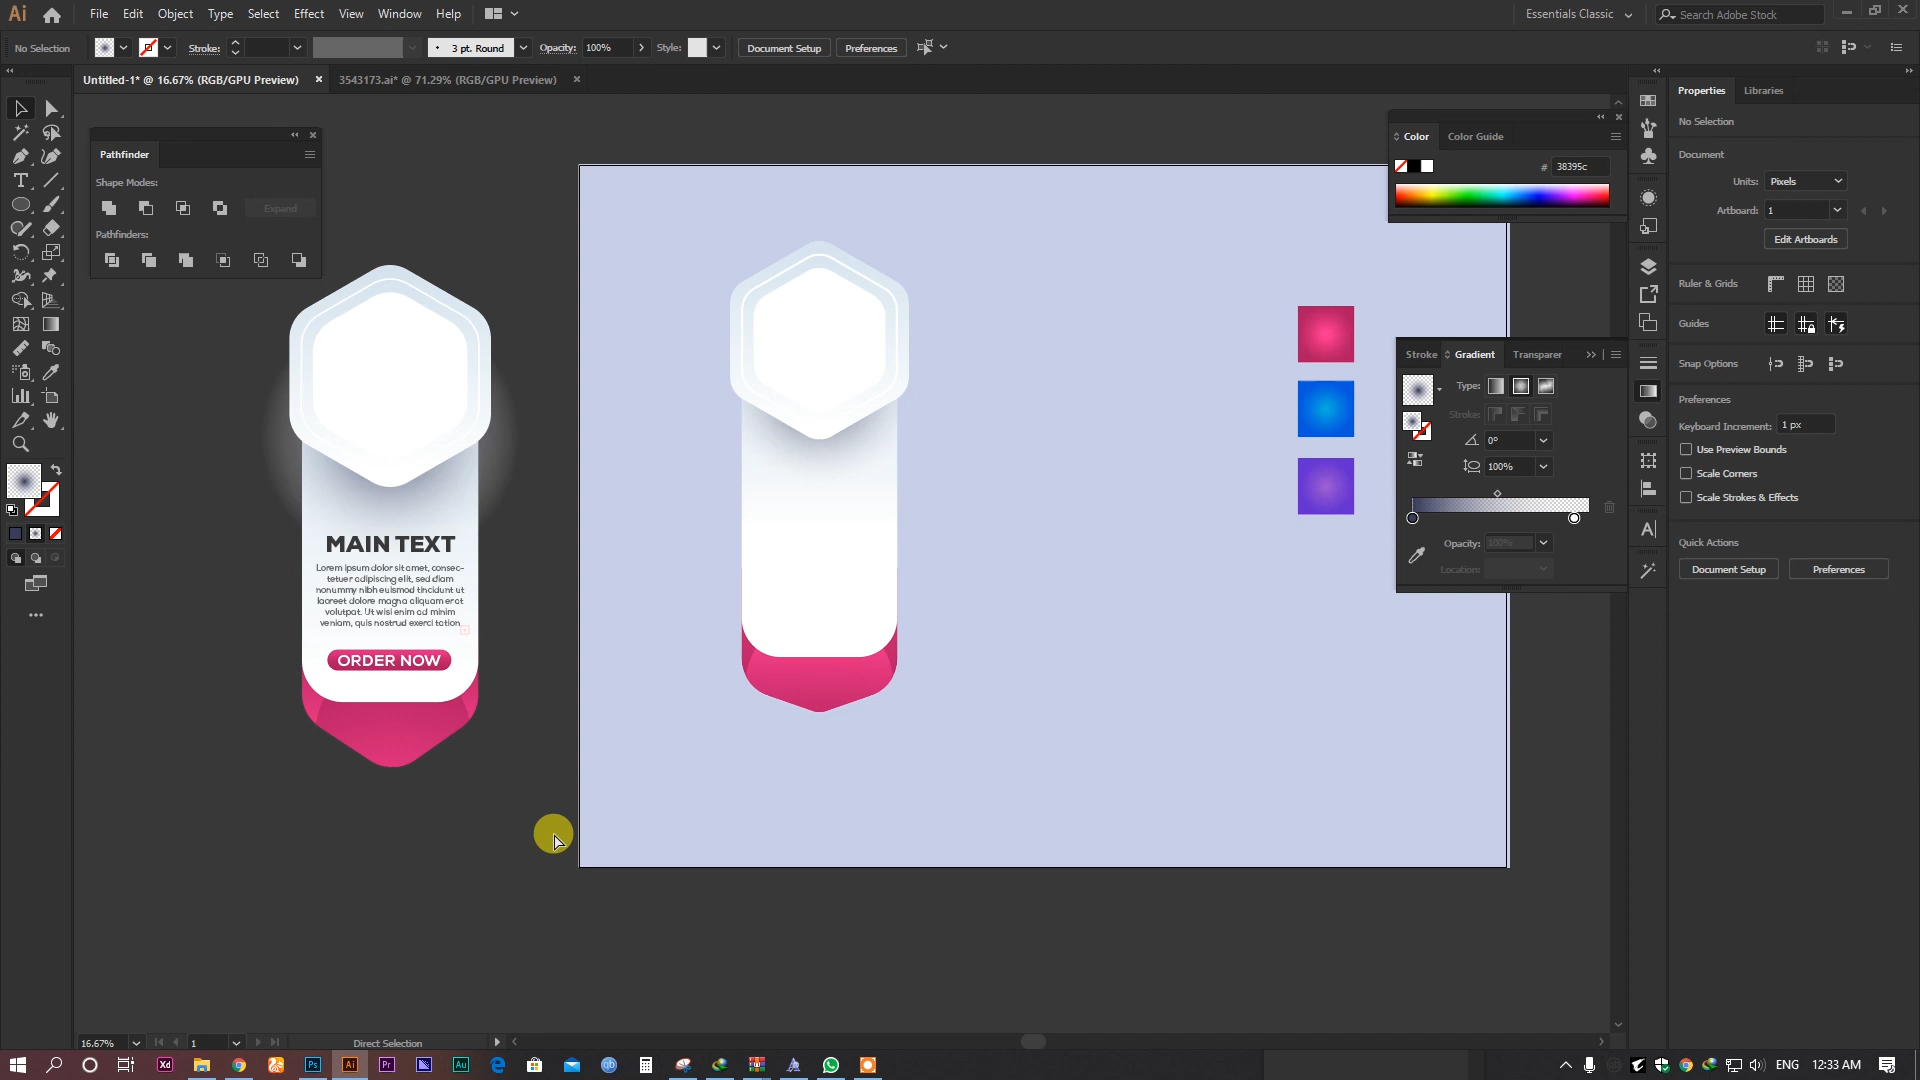 Ai File Edit Object Type Select Effect View Window Help Essentials Classic Search Adobe Stock
No Selection Stroke: 3 pt. Round Opacity: 100% Style: Document Setup Preferences
Untitled-1* @ 16.67% (RGB/GPU Preview) 3543173.ai* @ 71.29% (RGB/GPU Preview)
Pathfinder
Shape Modes:
Expand
Pathfinders:
MAIN TEXT
Lorem ipsum dolor sit amet, consec-
tetuer adipiscing elit, sed diam
nonummy nibh euismod tincidunt ut
laoreet dolore magna aliquam erat
volutpat. Ut wisi enim ad minim
veniam, quis nostrud exerci tation
ORDER NOW
Color Color Guide
# 38395c
Stroke Gradient Transparer
Type:
Stroke:
0°
100%
Opacity: 100%
Location:
Properties Libraries
No Selection
Document
Units: Pixels
Artboard: 1
Edit Artboards
Ruler & Grids
Guides
Snap Options
Preferences
Keyboard Increment: 1 px
Use Preview Bounds
Scale Corners
Scale Strokes & Effects
Quick Actions
Document Setup Preferences
16.67% 1 Direct Selection
Xd Ps Ai Pr Au qb ENG 12:33 AM